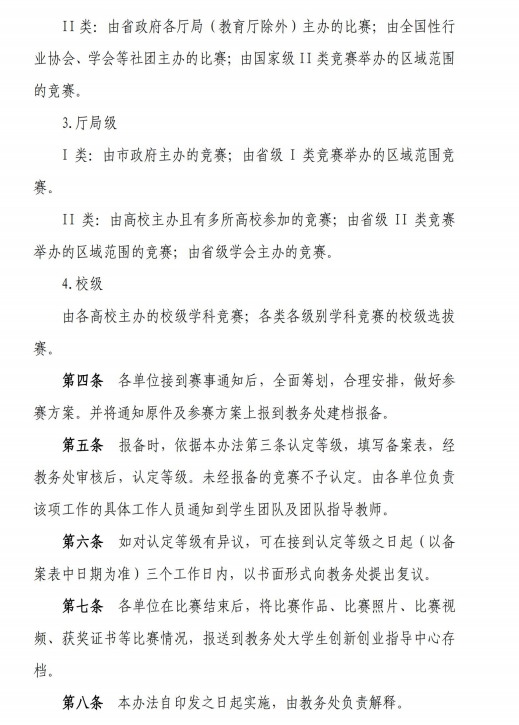 II 类：由省政府各厅局（教育厅除外）主办的比赛；由全国性行
业协会、学会等社团主办的比赛；由国家级 II 类竞赛举办的区域范围
的竞赛。
3.厅局级
I 类：由市政府主办的竞赛；由省级 I 类竞赛举办的区域范围竞
赛。
II 类：由高校主办且有多所高校参加的竞赛；由省级 II 类竞赛
举办的区域范围的竞赛；由省级学会主办的竞赛。
4.校级
由各高校主办的校级学科竞赛；各类各级别学科竞赛的校级选拔
赛。
第四条 各单位接到赛事通知后，全面筹划，合理安排，做好参
赛方案。并将通知原件及参赛方案上报到教务处建档报备。
第五条 报备时，依据本办法第三条认定等级，填写备案表，经
教务处审核后，认定等级。未经报备的竞赛不予认定。由各单位负责
该项工作的具体工作人员通知到学生团队及团队指导教师。
第六条 如对认定等级有异议，可在接到认定等级之日起（以备
案表中日期为准）三个工作日内，以书面形式向教务处提出复议。
第七条 各单位在比赛结束后，将比赛作品、比赛照片、比赛视
频、获奖证书等比赛情况，报送到教务处大学生创新创业指导中心存
档。
第八条 本办法自印发之日起实施，由教务处负责解释。